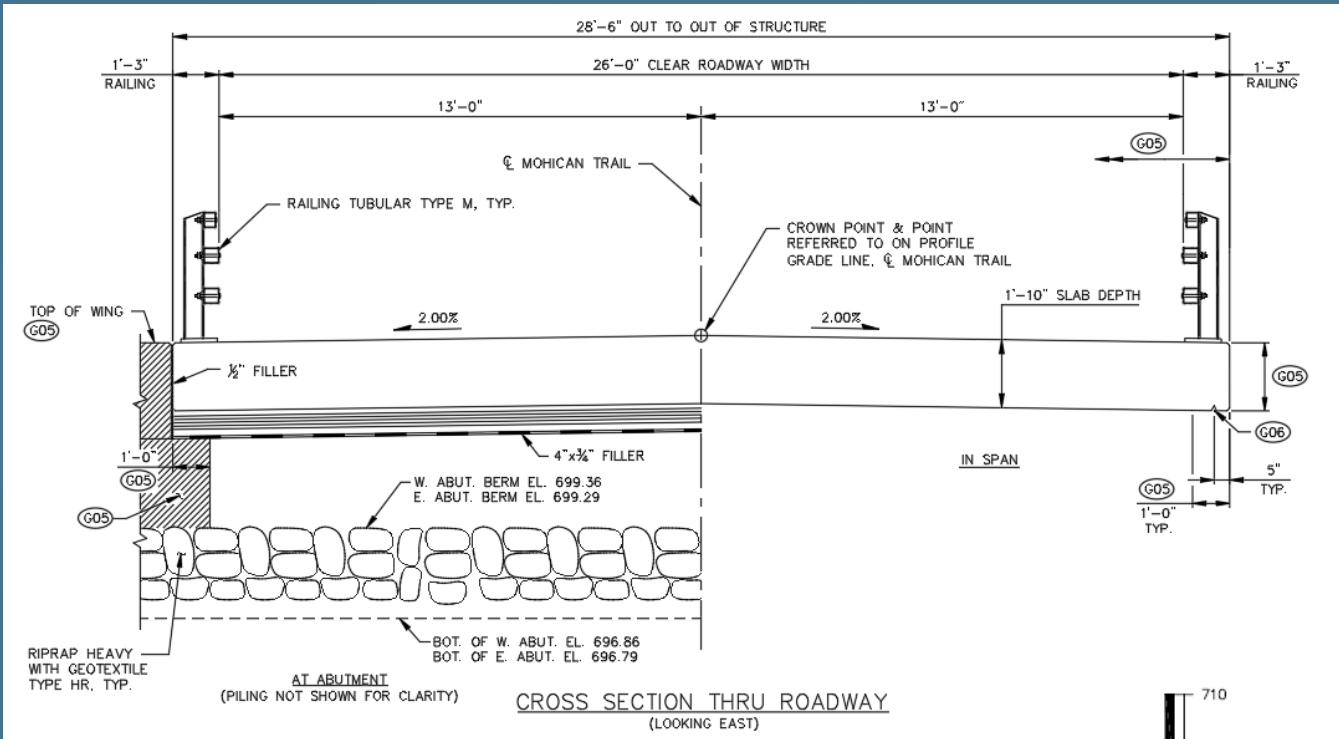 28'-6" OUT TO OUT OF STRUCTURE
1'-3"
RAILING
26'-0" CLEAR ROADWAY WIDTH
1'-3"
RAILING
13'-0"
13'-0"
G05
℄ MOHICAN TRAIL
RAILING TUBULAR TYPE M, TYP.
CROWN POINT & POINT
REFERRED TO ON PROFILE
GRADE LINE, ℄ MOHICAN TRAIL
1'-10" SLAB DEPTH
TOP OF WING
G05
2.00%
2.00%
½" FILLER
G05
G06
4"x¾" FILLER
IN SPAN
1'-0"
G05
W. ABUT. BERM EL. 699.36
E. ABUT. BERM EL. 699.29
5"
TYP.
G05
1'-0"
TYP.
G05
BOT. OF W. ABUT. EL. 696.86
BOT. OF E. ABUT. EL. 696.79
RIPRAP HEAVY
WITH GEOTEXTILE
TYPE HR, TYP.
AT ABUTMENT
(PILING NOT SHOWN FOR CLARITY)
CROSS SECTION THRU ROADWAY
(LOOKING EAST)
710